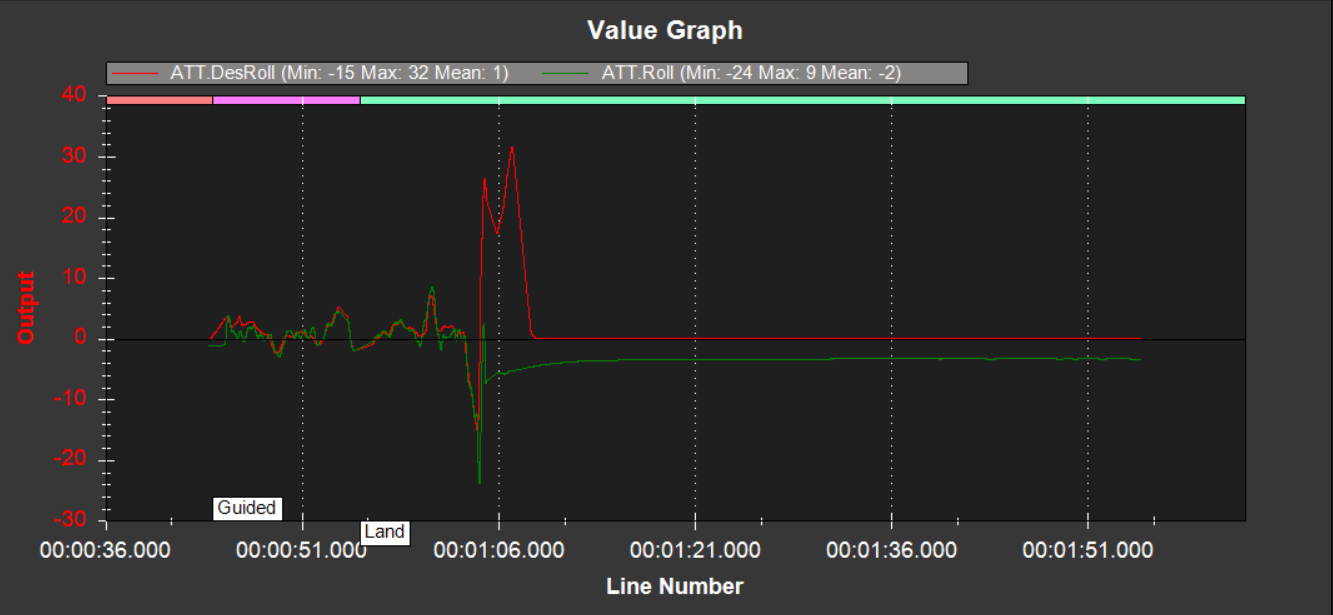 Value Graph
ATT.DesRoll (Min: -15 Max: 32 Mean: 1) ATT.Roll (Min: -24 Max: 9 Mean: -2)
40
30
20
10
0
-10
-20
-30
Output
Guided
Land
00:00:36.000 00:00:51.000 00:01:06.000 00:01:21.000 00:01:36.000 00:01:51.000
Line Number